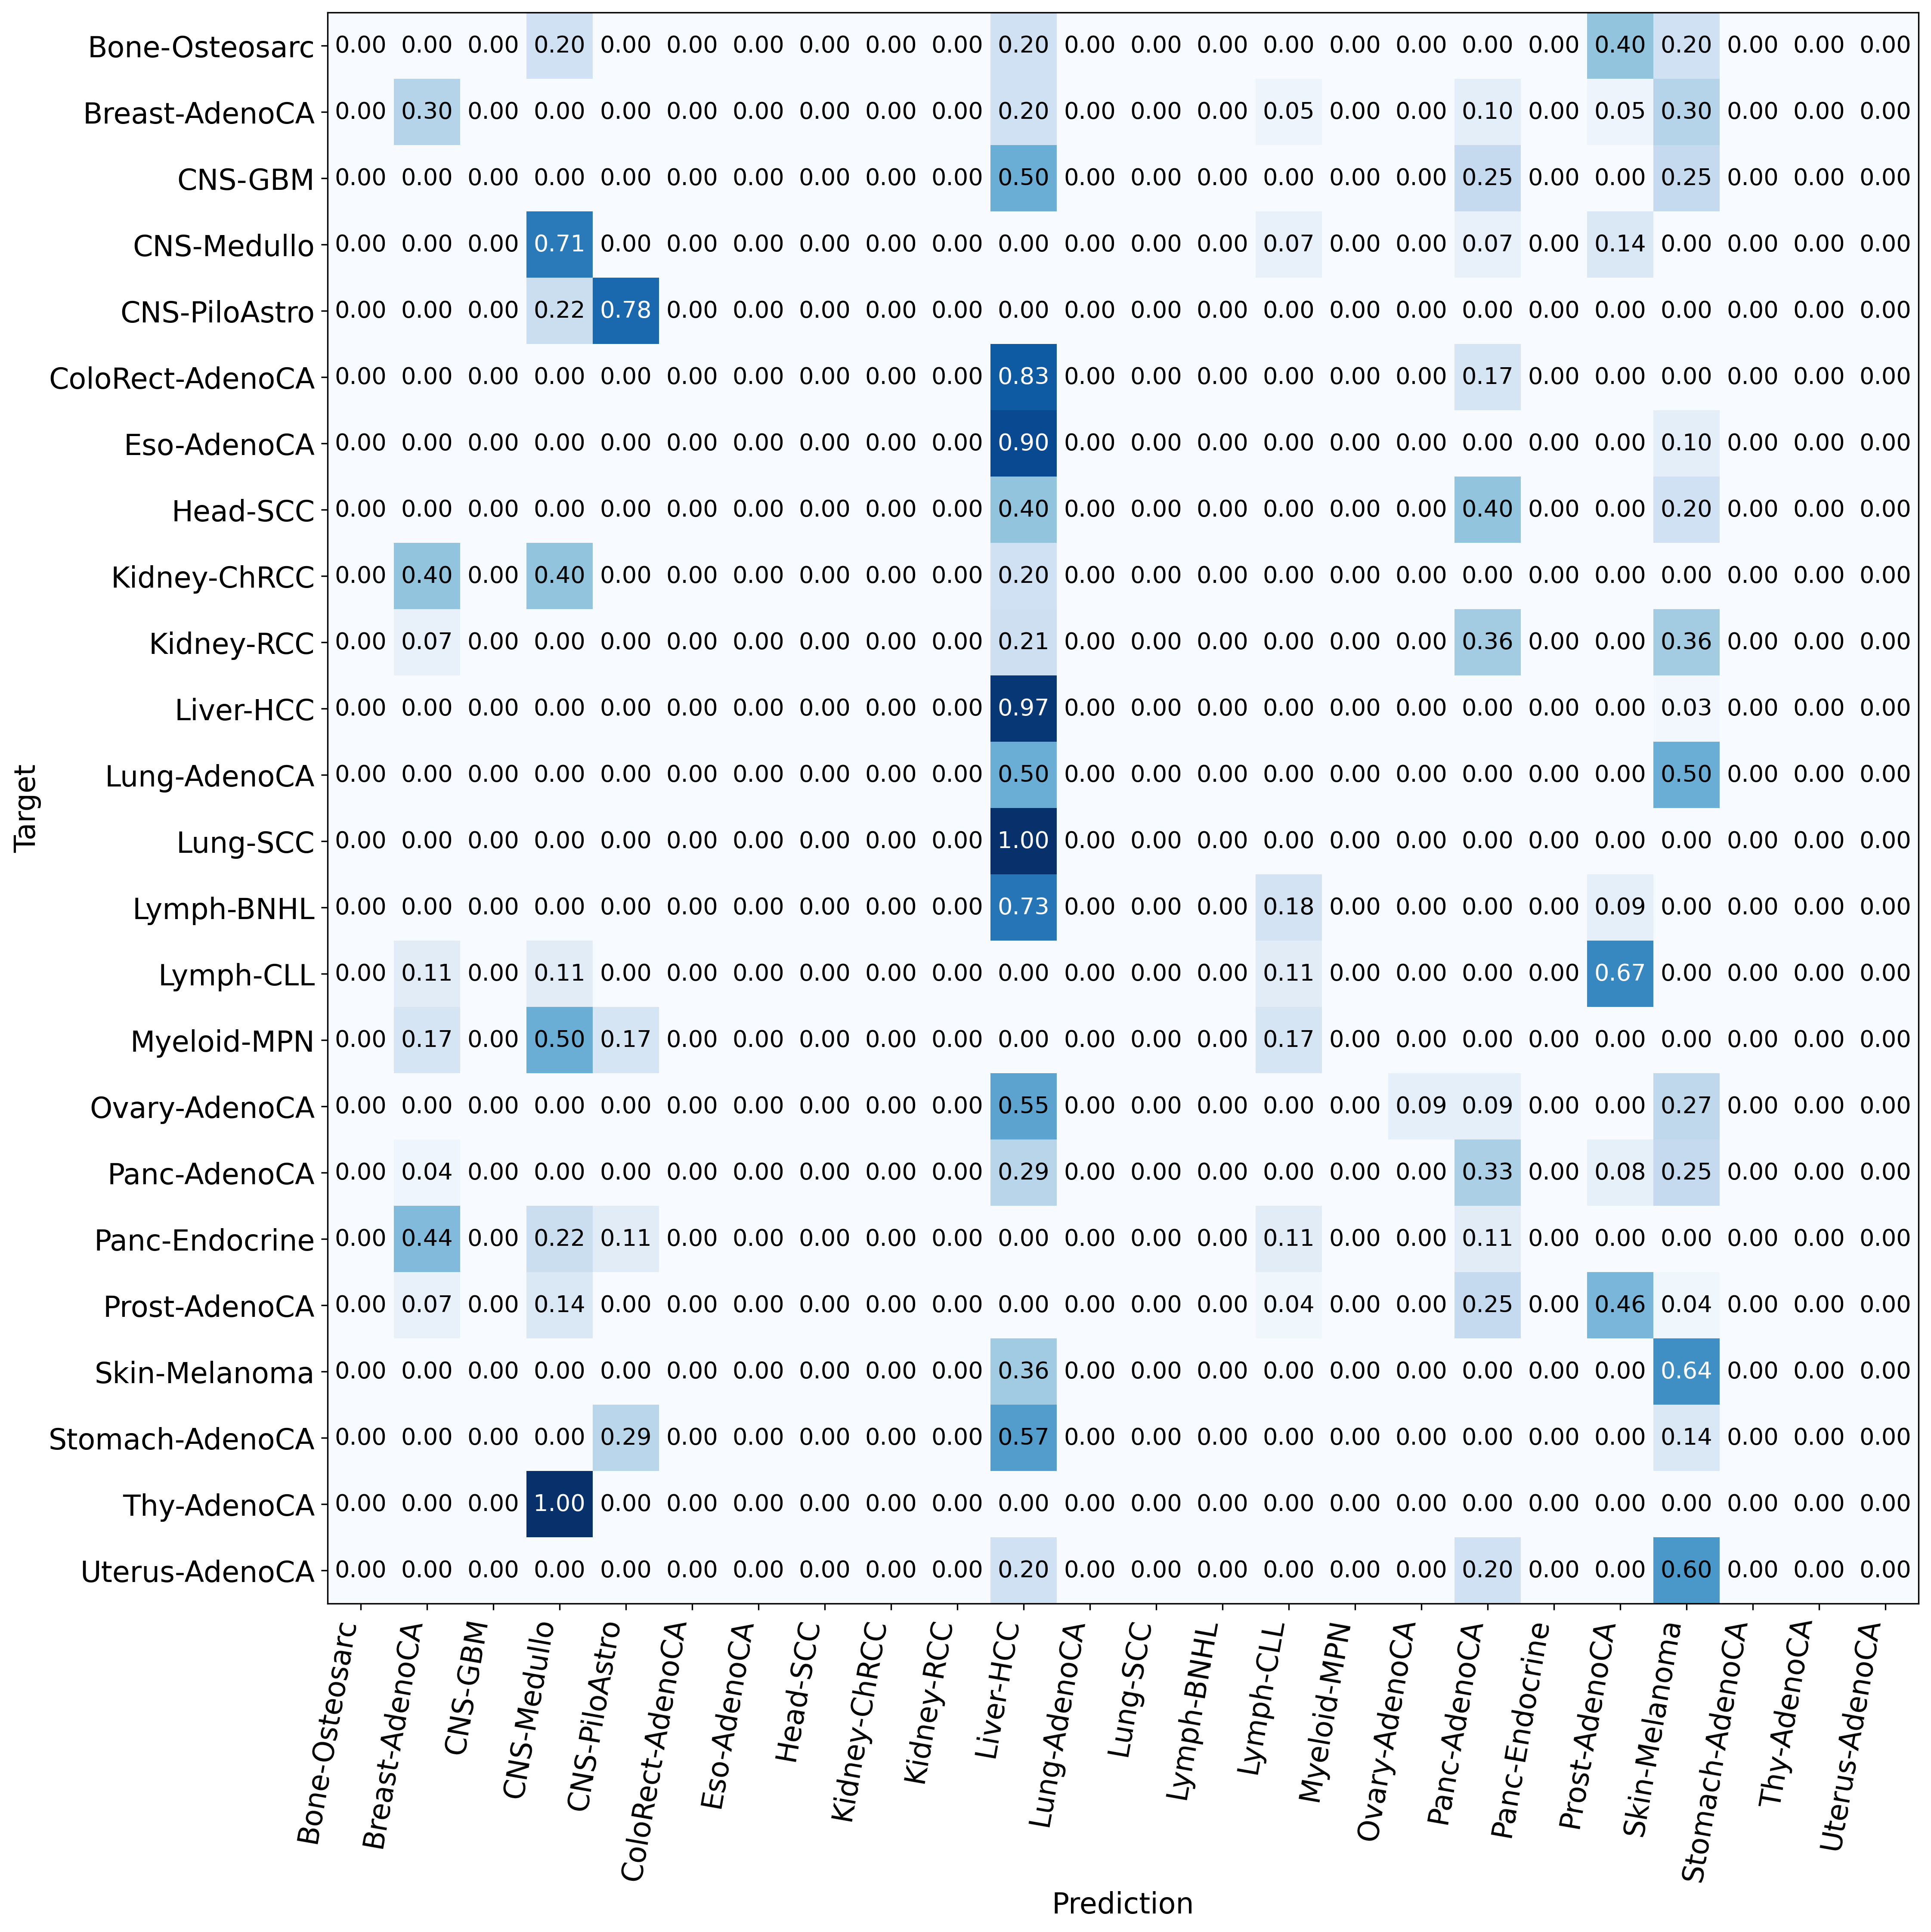 Bone-Osteosarc 0.00 0.00 0.00 0.20 0.00 0.00 0.00 0.00 0.00 0.00 0.20 0.00 0.00 0.00 0.00 0.00 0.00 0.00 0.00 0.40 0.20 0.00 0.00 0.00
Breast-AdenoCA 0.00 0.30 0.00 0.00 0.00 0.00 0.00 0.00 0.00 0.00 0.20 0.00 0.00 0.00 0.05 0.00 0.00 0.10 0.00 0.05 0.30 0.00 0.00 0.00
CNS-GBM 0.00 0.00 0.00 0.00 0.00 0.00 0.00 0.00 0.00 0.00 0.50 0.00 0.00 0.00 0.00 0.00 0.00 0.25 0.00 0.00 0.25 0.00 0.00 0.00
CNS-Medullo 0.00 0.00 0.00 0.71 0.00 0.00 0.00 0.00 0.00 0.00 0.00 0.00 0.00 0.00 0.07 0.00 0.00 0.07 0.00 0.14 0.00 0.00 0.00 0.00
CNS-PiloAstro 0.00 0.00 0.00 0.22 0.78 0.00 0.00 0.00 0.00 0.00 0.00 0.00 0.00 0.00 0.00 0.00 0.00 0.00 0.00 0.00 0.00 0.00 0.00 0.00
ColoRect-AdenoCA 0.00 0.00 0.00 0.00 0.00 0.00 0.00 0.00 0.00 0.00 0.83 0.00 0.00 0.00 0.00 0.00 0.00 0.17 0.00 0.00 0.00 0.00 0.00 0.00
Eso-AdenoCA 0.00 0.00 0.00 0.00 0.00 0.00 0.00 0.00 0.00 0.00 0.90 0.00 0.00 0.00 0.00 0.00 0.00 0.00 0.00 0.00 0.10 0.00 0.00 0.00
Head-SCC 0.00 0.00 0.00 0.00 0.00 0.00 0.00 0.00 0.00 0.00 0.40 0.00 0.00 0.00 0.00 0.00 0.00 0.40 0.00 0.00 0.20 0.00 0.00 0.00
Kidney-ChRCC 0.00 0.40 0.00 0.40 0.00 0.00 0.00 0.00 0.00 0.00 0.20 0.00 0.00 0.00 0.00 0.00 0.00 0.00 0.00 0.00 0.00 0.00 0.00 0.00
Kidney-RCC 0.00 0.07 0.00 0.00 0.00 0.00 0.00 0.00 0.00 0.00 0.21 0.00 0.00 0.00 0.00 0.00 0.00 0.36 0.00 0.00 0.36 0.00 0.00 0.00
Liver-HCC 0.00 0.00 0.00 0.00 0.00 0.00 0.00 0.00 0.00 0.00 0.97 0.00 0.00 0.00 0.00 0.00 0.00 0.00 0.00 0.00 0.03 0.00 0.00 0.00
Lung-AdenoCA 0.00 0.00 0.00 0.00 0.00 0.00 0.00 0.00 0.00 0.00 0.50 0.00 0.00 0.00 0.00 0.00 0.00 0.00 0.00 0.00 0.50 0.00 0.00 0.00
Lung-SCC 0.00 0.00 0.00 0.00 0.00 0.00 0.00 0.00 0.00 0.00 1.00 0.00 0.00 0.00 0.00 0.00 0.00 0.00 0.00 0.00 0.00 0.00 0.00 0.00
Lymph-BNHL 0.00 0.00 0.00 0.00 0.00 0.00 0.00 0.00 0.00 0.00 0.73 0.00 0.00 0.00 0.18 0.00 0.00 0.00 0.00 0.09 0.00 0.00 0.00 0.00
Lymph-CLL 0.00 0.11 0.00 0.11 0.00 0.00 0.00 0.00 0.00 0.00 0.00 0.00 0.00 0.00 0.11 0.00 0.00 0.00 0.00 0.67 0.00 0.00 0.00 0.00
Myeloid-MPN 0.00 0.17 0.00 0.50 0.17 0.00 0.00 0.00 0.00 0.00 0.00 0.00 0.00 0.00 0.17 0.00 0.00 0.00 0.00 0.00 0.00 0.00 0.00 0.00
Ovary-AdenoCA 0.00 0.00 0.00 0.00 0.00 0.00 0.00 0.00 0.00 0.00 0.55 0.00 0.00 0.00 0.00 0.00 0.09 0.09 0.00 0.00 0.27 0.00 0.00 0.00
Panc-AdenoCA 0.00 0.04 0.00 0.00 0.00 0.00 0.00 0.00 0.00 0.00 0.29 0.00 0.00 0.00 0.00 0.00 0.00 0.33 0.00 0.08 0.25 0.00 0.00 0.00
Panc-Endocrine 0.00 0.44 0.00 0.22 0.11 0.00 0.00 0.00 0.00 0.00 0.00 0.00 0.00 0.00 0.11 0.00 0.00 0.11 0.00 0.00 0.00 0.00 0.00 0.00
Prost-AdenoCA 0.00 0.07 0.00 0.14 0.00 0.00 0.00 0.00 0.00 0.00 0.00 0.00 0.00 0.00 0.04 0.00 0.00 0.25 0.00 0.46 0.04 0.00 0.00 0.00
Skin-Melanoma 0.00 0.00 0.00 0.00 0.00 0.00 0.00 0.00 0.00 0.00 0.36 0.00 0.00 0.00 0.00 0.00 0.00 0.00 0.00 0.00 0.64 0.00 0.00 0.00
Stomach-AdenoCA 0.00 0.00 0.00 0.00 0.29 0.00 0.00 0.00 0.00 0.00 0.57 0.00 0.00 0.00 0.00 0.00 0.00 0.00 0.00 0.00 0.14 0.00 0.00 0.00
Thy-AdenoCA 0.00 0.00 0.00 1.00 0.00 0.00 0.00 0.00 0.00 0.00 0.00 0.00 0.00 0.00 0.00 0.00 0.00 0.00 0.00 0.00 0.00 0.00 0.00 0.00
Uterus-AdenoCA 0.00 0.00 0.00 0.00 0.00 0.00 0.00 0.00 0.00 0.00 0.20 0.00 0.00 0.00 0.00 0.00 0.00 0.20 0.00 0.00 0.60 0.00 0.00 0.00
Target
Bone-Osteosarc
Breast-AdenoCA
CNS-GBM
CNS-Medullo
CNS-PiloAstro
ColoRect-AdenoCA
Eso-AdenoCA
Head-SCC
Kidney-ChRCC
Kidney-RCC
Liver-HCC
Lung-AdenoCA
Lung-SCC
Lymph-BNHL
Lymph-CLL
Myeloid-MPN
Ovary-AdenoCA
Panc-AdenoCA
Panc-Endocrine
Prost-AdenoCA
Skin-Melanoma
Stomach-AdenoCA
Thy-AdenoCA
Uterus-AdenoCA
Prediction